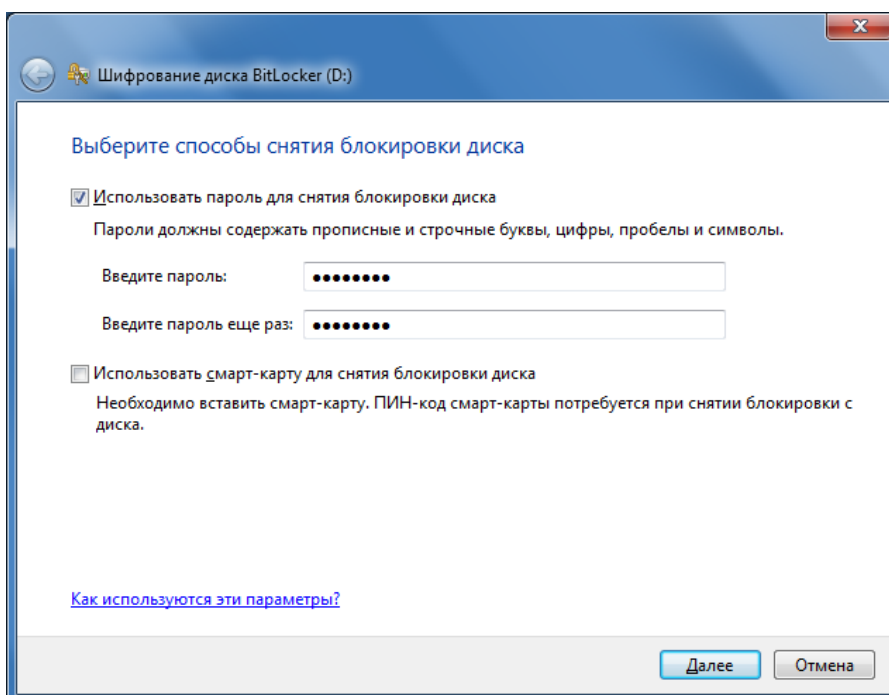 Шифрование диска BitLocker (D:)
Выберите способы снятия блокировки диска
Использовать пароль для снятия блокировки диска
Пароли должны содержать прописные и строчные буквы, цифры, пробелы и символы.
Введите пароль: ●●●●●●●●
Введите пароль еще раз: ●●●●●●●●
Использовать смарт-карту для снятия блокировки диска
Необходимо вставить смарт-карту. ПИН-код смарт-карты потребуется при снятии блокировки с
диска.
Как используются эти параметры?
Далее Отмена